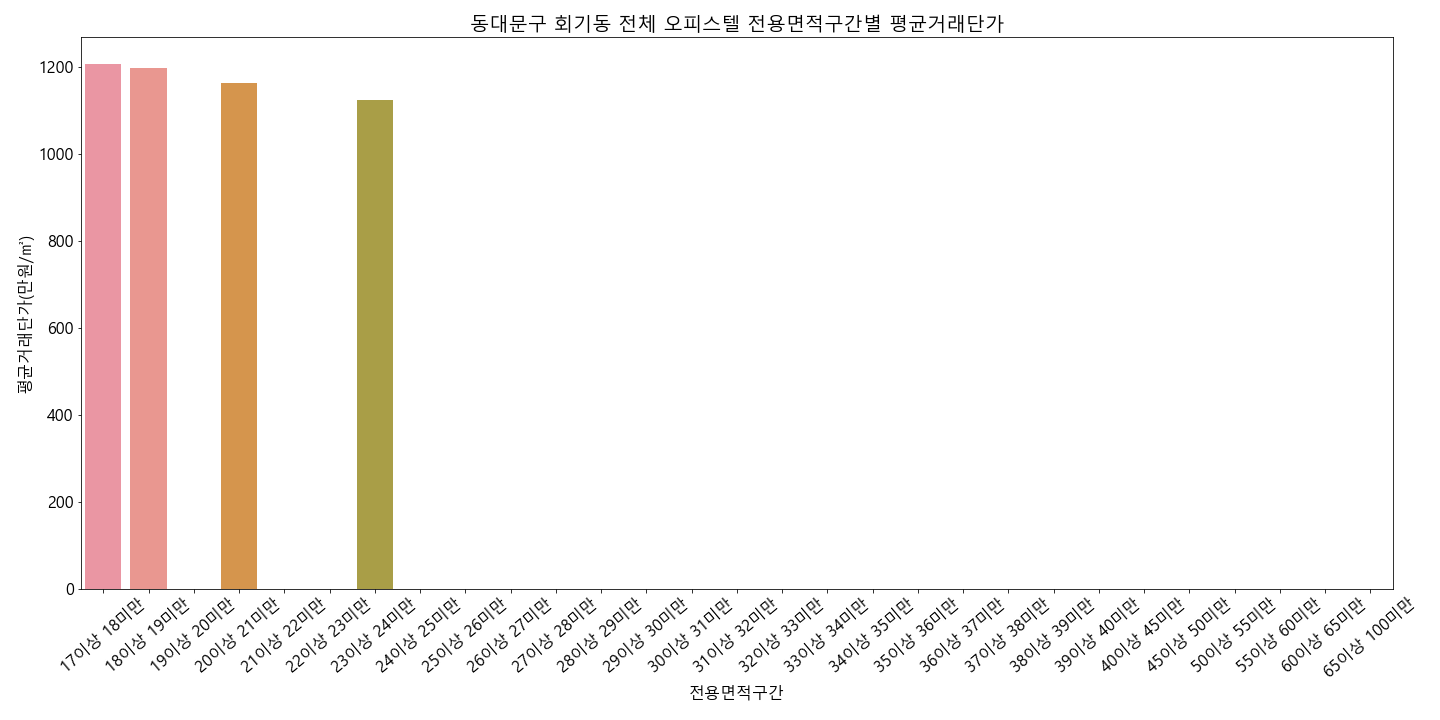 동대문구 회기동 전체 오피스텔 전용면적구간별 평균거래단가
평균거래단가(만원/㎡)
1200
1000
800
600
400
200
0
17이상 18미만
18이상 19미만
19이상 20미만
20이상 21미만
21이상 22미만
22이상 23미만
23이상 24미만
24이상 25미만
25이상 26미만
26이상 27미만
27이상 28미만
28이상 29미만
29이상 30미만
30이상 31미만
31이상 32미만
32이상 33미만
33이상 34미만
34이상 35미만
35이상 36미만
36이상 37미만
37이상 38미만
38이상 39미만
39이상 40미만
40이상 45미만
45이상 50미만
50이상 55미만
55이상 60미만
60이상 65미만
65이상 100미만
전용면적구간